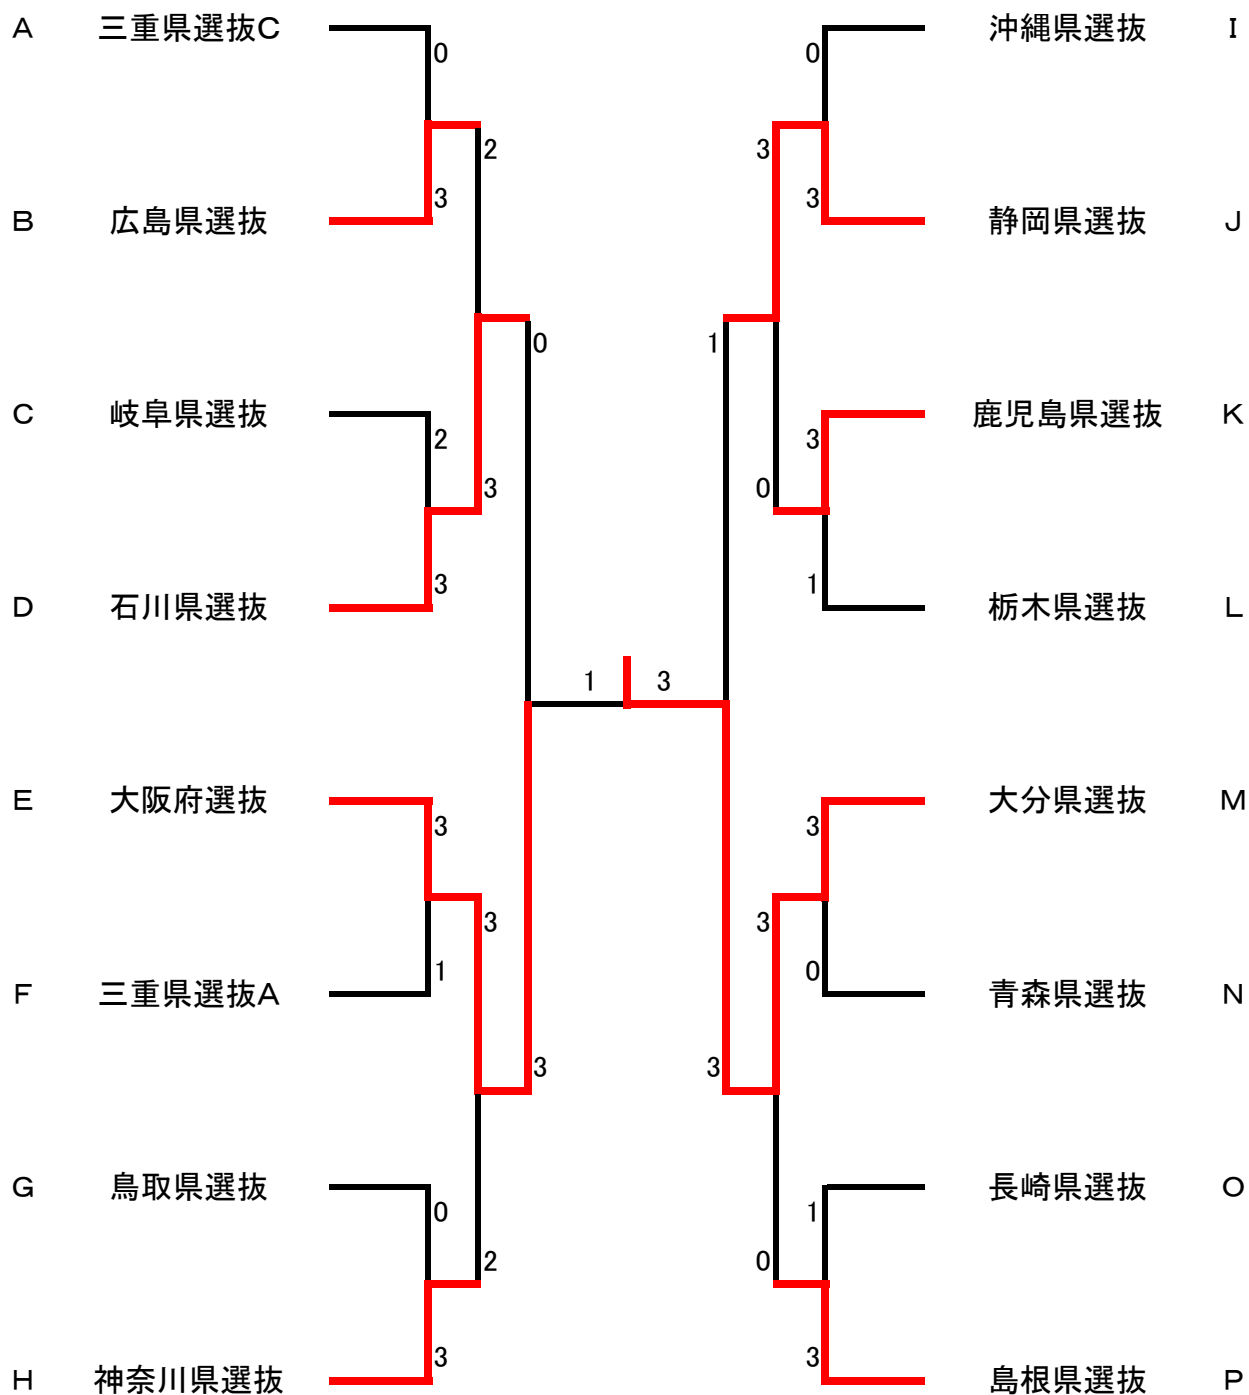 A 三重県選抜C 沖縄県選抜 I
0 0
2 3
3 3
B 広島県選抜 静岡県選抜 J
0 1
C 岐阜県選抜 鹿児島県選抜 K
2 3
3 0
3 1
D 石川県選抜 栃木県選抜 L
1 3
E 大阪府選抜 大分県選抜 M
3 3
3 3
1 0
F 三重県選抜A 青森県選抜 N
3 3
G 鳥取県選抜 長崎県選抜 O
0 1
2 0
3 3
H 神奈川県選抜 島根県選抜 P